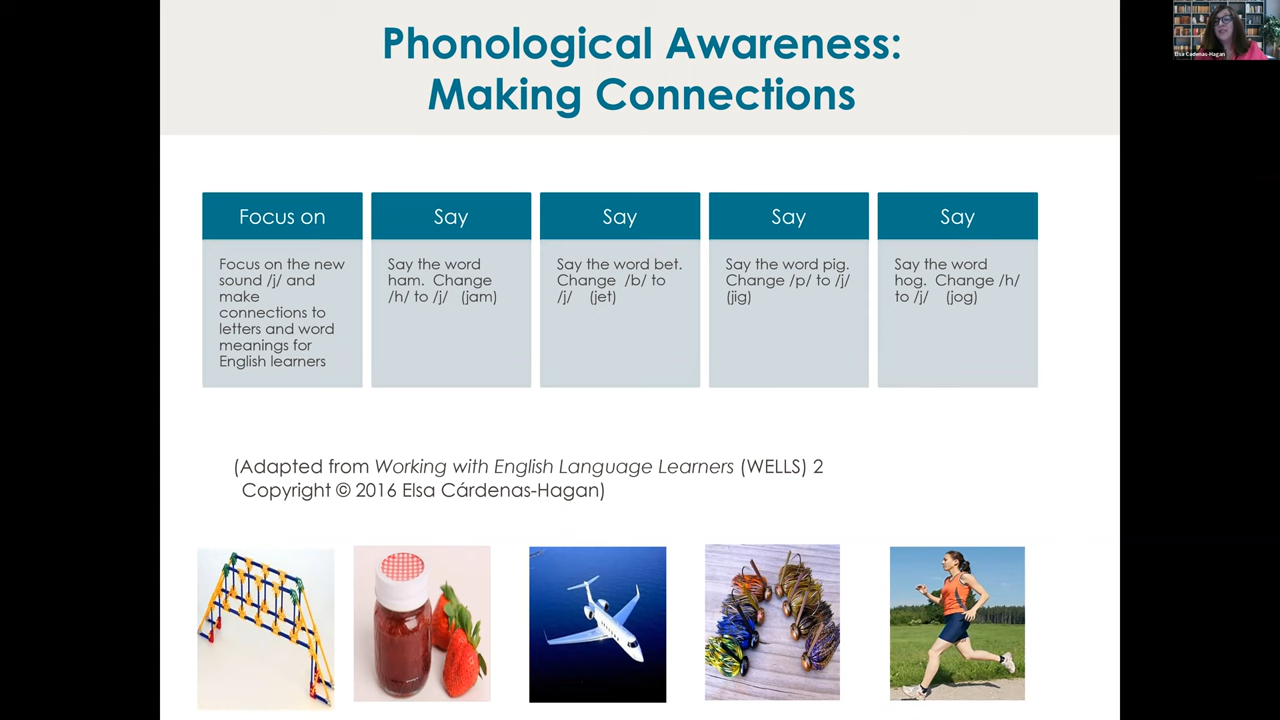 Phonological Awareness:
Making Connections
Focus on
Focus on the new
sound /j/ and
make
connections to
letters and word
meanings for
English learners
Say
Say the word
ham. Change
/h/ to /j/ (jam)
Say
Say the word bet.
Change /b/ to
/j/ (jet)
Say
Say the word pig.
Change /p/ to /j/
(jig)
Say
Say the word
hog. Change /h/
to /j/ (jog)
(Adapted from Working with English Language Learners (WELLS) 2
Copyright © 2016 Elsa Cárdenas-Hagan)
Elsa Cadenas-Hagan